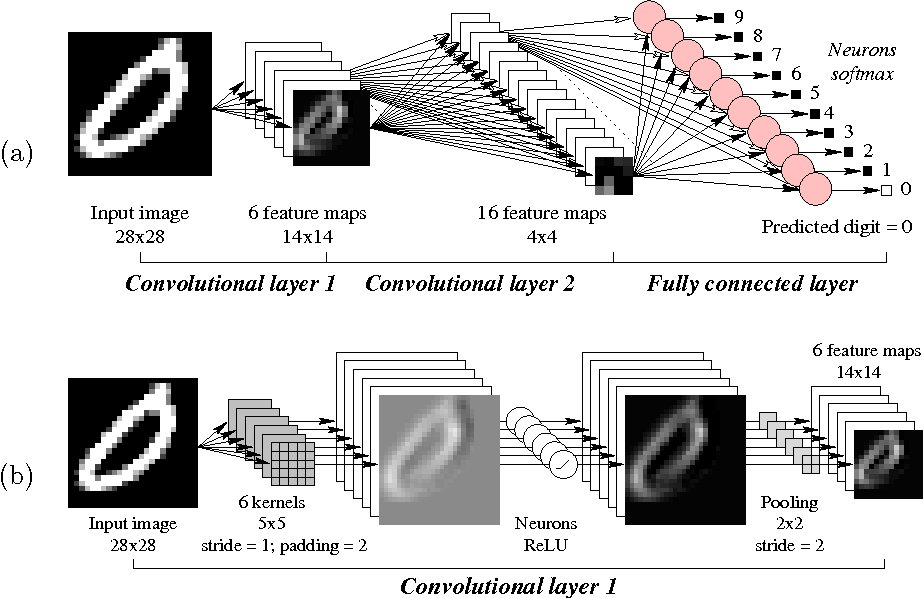 (a)
Input image
28x28
6 feature maps
14x14
16 feature maps
4x4
9
8
7
6
5
4
3
2
1
0
Neurons
softmax
Predicted digit = 0
Convolutional layer 1
Convolutional layer 2
Fully connected layer
(b)
Input image
28x28
6 kernels
5x5
stride = 1; padding = 2
Neurons
ReLU
Pooling
2x2
stride = 2
6 feature maps
14x14
Convolutional layer 1